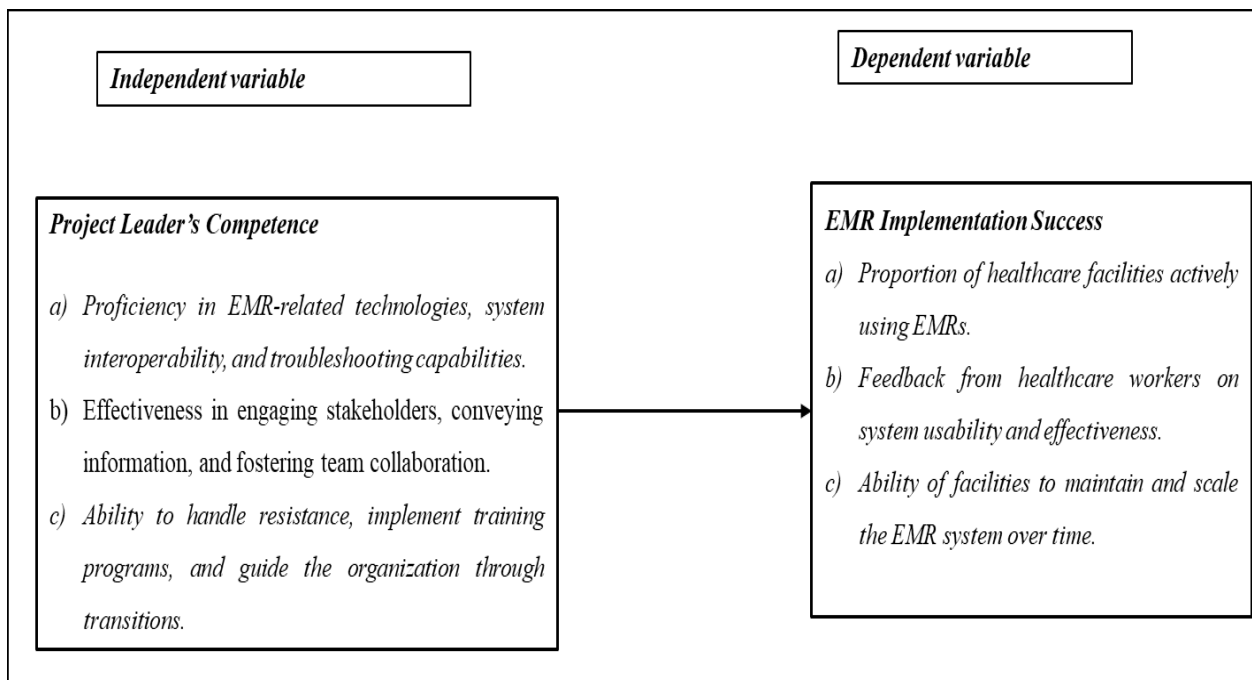 Independent variable
Dependent variable
Project Leader’s Competence
a) Proficiency in EMR-related technologies, system
interoperability, and troubleshooting capabilities.
b) Effectiveness in engaging stakeholders, conveying
information, and fostering team collaboration.
c) Ability to handle resistance, implement training
programs, and guide the organization through
transitions.
EMR Implementation Success
a) Proportion of healthcare facilities actively
using EMRs.
b) Feedback from healthcare workers on
system usability and effectiveness.
c) Ability of facilities to maintain and scale
the EMR system over time.